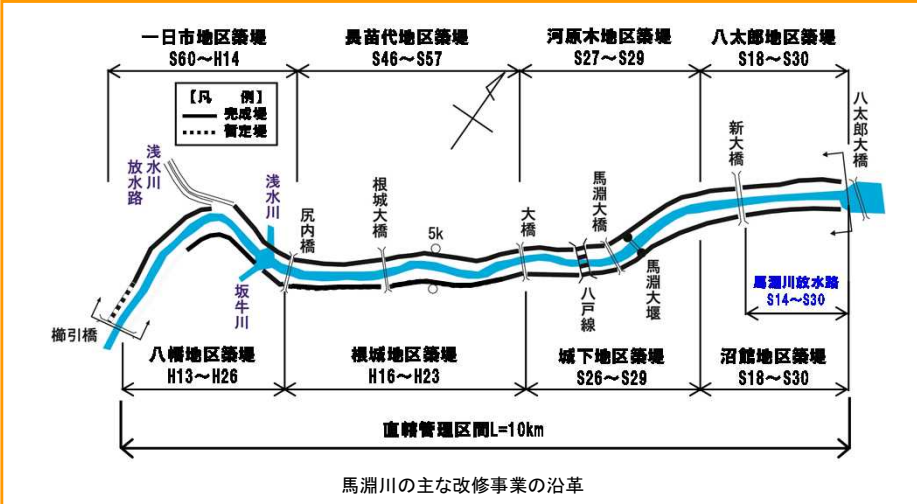 一日市地区築堤
S60～H14
長苗代地区築堤
S46～S57
河原木地区築堤
S27～S29
八太郎地区築堤
S18～S30
【凡 例】
完成堤
暫定堤
浅水川
放水路
浅水川
尻内橋
根城大橋
5k
大橋
馬淵大橋
新大橋
八太郎大橋
櫛引橋
坂牛川
八戸線
馬淵大堰
馬淵川放水路
S14～S30
八幡地区築堤
H13～H26
根城地区築堤
H16～H23
城下地区築堤
S26～S29
沼館地区築堤
S18～S30
直轄管理区間L=10km
馬淵川の主な改修事業の沿革